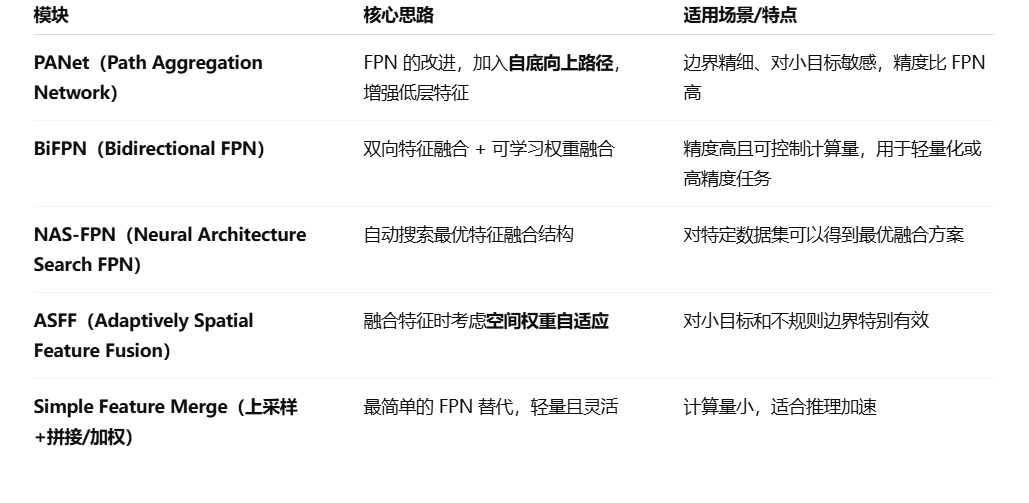 模块 核心思路 适用场景/特点
PANet（Path Aggregation FPN 的改进，加入自底向上路径， 边界精细、对小目标敏感，精度比 FPN
Network） 增强低层特征 高
BiFPN（Bidirectional FPN） 双向特征融合 + 可学习权重融合 精度高且可控制计算量，用于轻量化或
高精度任务
NAS-FPN（Neural Architecture 自动搜索最优特征融合结构 对特定数据集可以得到最优融合方案
Search FPN）
ASFF（Adaptively Spatial 融合特征时考虑空间权重自适应 对小目标和不规则边界特别有效
Feature Fusion）
Simple Feature Merge（上采样 最简单的 FPN 替代，轻量且灵活 计算量小，适合推理加速
+拼接/加权）